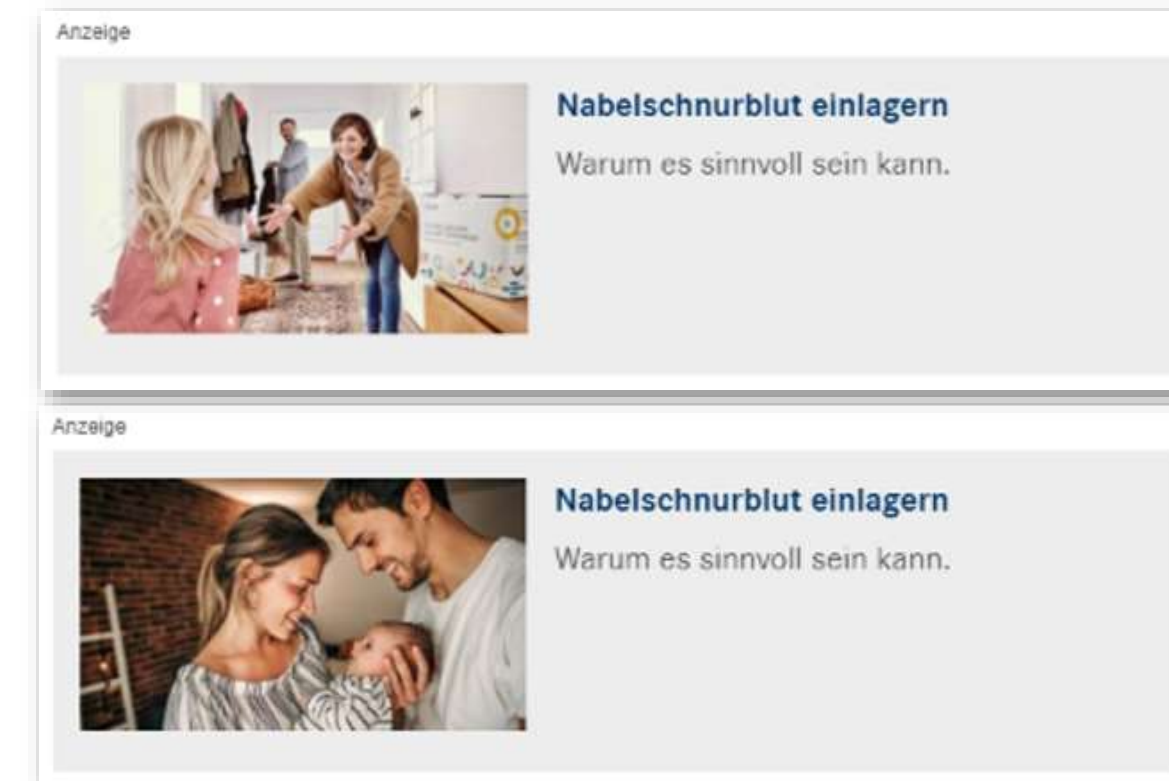 Anzeige
Nabelschnurblut einlagern
Warum es sinnvoll sein kann.
Anzeige
Nabelschnurblut einlagern
Warum es sinnvoll sein kann.